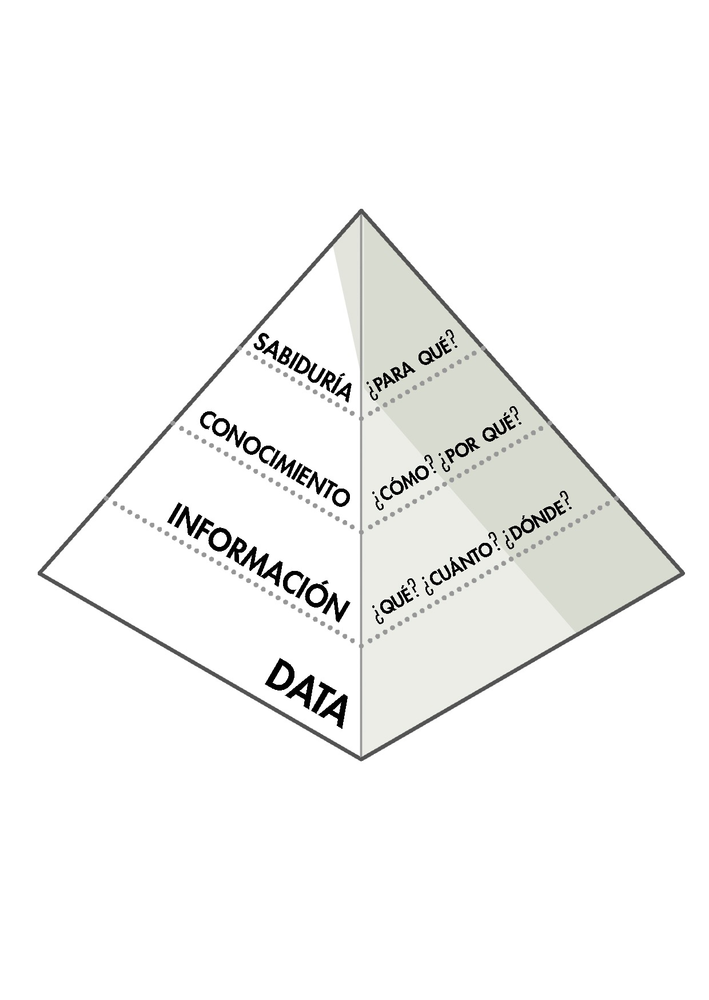 SABIDURÍA
¿PARA QUÉ?
CONOCIMIENTO
¿CÓMO? ¿POR QUÉ?
INFORMACIÓN
¿QUÉ? ¿CUÁNTO? ¿DÓNDE?
DATA